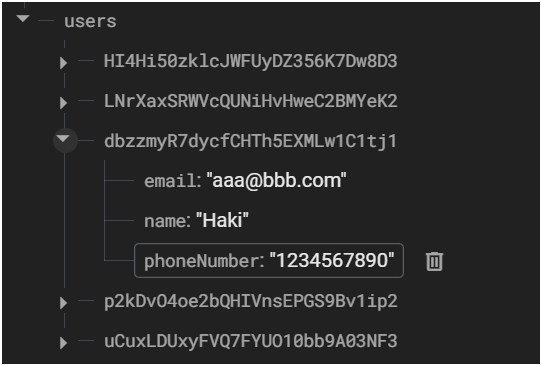 users
HI4Hi50zklcJWFUyDZ356K7Dw8D3
LNrXaxSRWVcQUNiHvHweC2BMYeK2
dbzzmyR7dycfCHTh5EXMLw1C1tj1
email: "aaa@bbb.com"
name: "Haki"
phoneNumber: "1234567890"
p2kDvO4oe2bQHIVnsEPGS9Bv1ip2
uCuxLDUxyFVQ7FYUO10bb9A03NF3